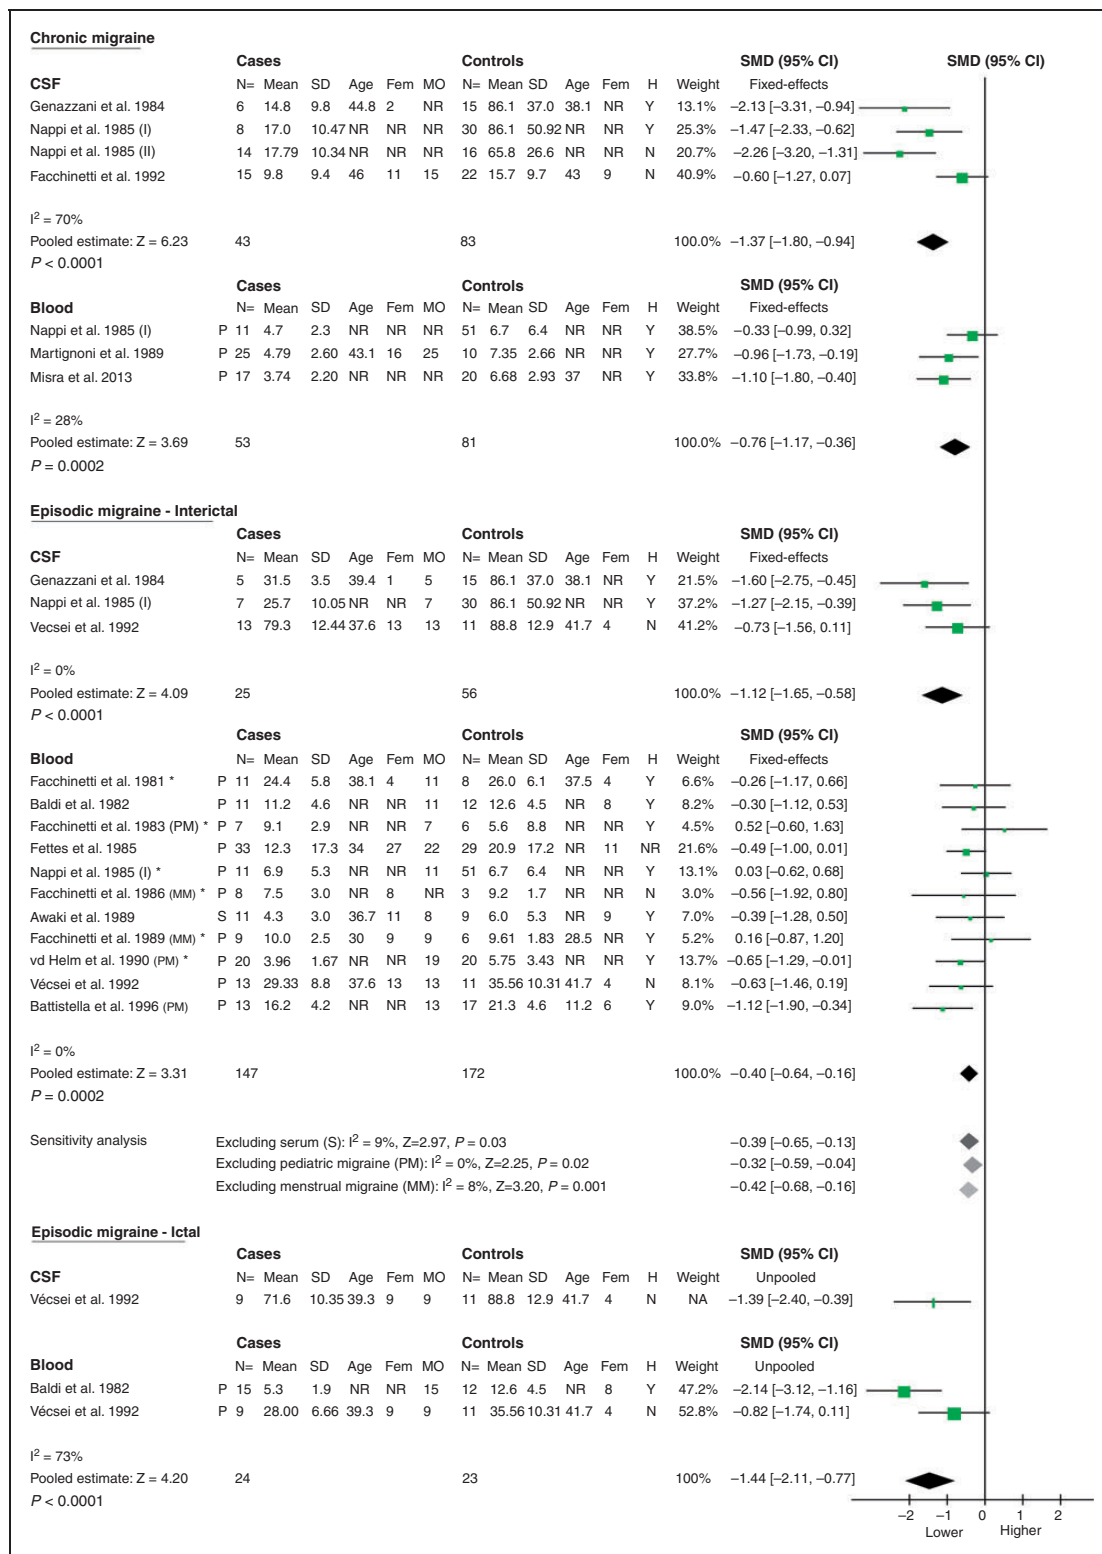 Chronic migraine
Cases Controls SMD (95% CI) SMD (95% CI)
CSF N= Mean SD Age Fem MO N= Mean SD Age Fem H Weight Fixed-effects
Genazzani et al. 1984 6 14.8 9.8 44.8 2 NR 15 86.1 37.0 38.1 NR Y 13.1% −2.13 [−3.31, −0.94]
Nappi et al. 1985 (I) 8 17.0 10.47 NR NR NR 30 86.1 50.92 NR NR Y 25.3% −1.47 [−2.33, −0.62]
Nappi et al. 1985 (II) 14 17.79 10.34 NR NR NR 16 65.8 26.6 NR NR N 20.7% −2.26 [−3.20, −1.31]
Facchinetti et al. 1992 15 9.8 9.4 46 11 15 22 15.7 9.7 43 9 N 40.9% −0.60 [−1.27, 0.07]
I² = 70%
Pooled estimate: Z = 6.23 43 83 100.0% −1.37 [−1.80, −0.94]
P < 0.0001
Cases Controls SMD (95% CI)
Blood N= Mean SD Age Fem MO N= Mean SD Age Fem H Weight Fixed-effects
Nappi et al. 1985 (I) P 11 4.7 2.3 NR NR NR 51 6.7 6.4 NR NR Y 38.5% −0.33 [−0.99, 0.32]
Martignoni et al. 1989 P 25 4.79 2.60 43.1 16 25 10 7.35 2.66 NR NR Y 27.7% −0.96 [−1.73, −0.19]
Misra et al. 2013 P 17 3.74 2.20 NR NR NR 20 6.68 2.93 37 NR Y 33.8% −1.10 [−1.80, −0.40]
I² = 28%
Pooled estimate: Z = 3.69 53 81 100.0% −0.76 [−1.17, −0.36]
P = 0.0002
Episodic migraine - Interictal
Cases Controls SMD (95% CI)
CSF N= Mean SD Age Fem MO N= Mean SD Age Fem H Weight Fixed-effects
Genazzani et al. 1984 5 31.5 3.5 39.4 1 5 15 86.1 37.0 38.1 NR Y 21.5% −1.60 [−2.75, −0.45]
Nappi et al. 1985 (I) 7 25.7 10.05 NR NR 7 30 86.1 50.92 NR NR Y 37.2% −1.27 [−2.15, −0.39]
Vecsei et al. 1992 13 79.3 12.44 37.6 13 13 11 88.8 12.9 41.7 4 N 41.2% −0.73 [−1.56, 0.11]
I² = 0%
Pooled estimate: Z = 4.09 25 56 100.0% −1.12 [−1.65, −0.58]
P < 0.0001
Cases Controls SMD (95% CI)
Blood N= Mean SD Age Fem MO N= Mean SD Age Fem H Weight Fixed-effects
Facchinetti et al. 1981 * P 11 24.4 5.8 38.1 4 11 8 26.0 6.1 37.5 4 Y 6.6% −0.26 [−1.17, 0.66]
Baldi et al. 1982 P 11 11.2 4.6 NR NR 11 12 12.6 4.5 NR 8 Y 8.2% −0.30 [−1.12, 0.53]
Facchinetti et al. 1983 (PM) * P 7 9.1 2.9 NR NR 7 6 5.6 8.8 NR NR Y 4.5% 0.52 [−0.60, 1.63]
Fettes et al. 1985 P 33 12.3 17.3 34 27 22 29 20.9 17.2 NR 11 NR 21.6% −0.49 [−1.00, 0.01]
Nappi et al. 1985 (I) * P 11 6.9 5.3 NR NR 11 51 6.7 6.4 NR NR Y 13.1% 0.03 [−0.62, 0.68]
Facchinetti et al. 1986 (MM) * P 8 7.5 3.0 NR 8 NR 3 9.2 1.7 NR NR N 3.0% −0.56 [−1.92, 0.80]
Awaki et al. 1989 S 11 4.3 3.0 36.7 11 8 9 6.0 5.3 NR 9 Y 7.0% −0.39 [−1.28, 0.50]
Facchinetti et al. 1989 (MM) * P 9 10.0 2.5 30 9 9 6 9.61 1.83 28.5 NR Y 5.2% 0.16 [−0.87, 1.20]
vd Helm et al. 1990 (PM) * P 20 3.96 1.67 NR NR 19 20 5.75 3.43 NR NR Y 13.7% −0.65 [−1.29, −0.01]
Vécsei et al. 1992 P 13 29.33 8.8 37.6 13 13 11 35.56 10.31 41.7 4 N 8.1% −0.63 [−1.46, 0.19]
Battistella et al. 1996 (PM) P 13 16.2 4.2 NR NR 13 17 21.3 4.6 11.2 6 Y 9.0% −1.12 [−1.90, −0.34]
I² = 0%
Pooled estimate: Z = 3.31 147 172 100.0% −0.40 [−0.64, −0.16]
P = 0.0002
Sensitivity analysis Excluding serum (S): I² = 9%, Z=2.97, P = 0.03 −0.39 [−0.65, −0.13]
Excluding pediatric migraine (PM): I² = 0%, Z=2.25, P = 0.02 −0.32 [−0.59, −0.04]
Excluding menstrual migraine (MM): I² = 8%, Z=3.20, P = 0.001 −0.42 [−0.68, −0.16]
Episodic migraine - Ictal
Cases Controls SMD (95% CI)
CSF N= Mean SD Age Fem MO N= Mean SD Age Fem H Weight Unpooled
Vécsei et al. 1992 9 71.6 10.35 39.3 9 9 11 88.8 12.9 41.7 4 N NA −1.39 [−2.40, −0.39]
Cases Controls SMD (95% CI)
Blood N= Mean SD Age Fem MO N= Mean SD Age Fem H Weight Unpooled
Baldi et al. 1982 P 15 5.3 1.9 NR NR 15 12 12.6 4.5 NR 8 Y 47.2% −2.14 [−3.12, −1.16]
Vécsei et al. 1992 P 9 28.00 6.66 39.3 9 9 11 35.56 10.31 41.7 4 N 52.8% −0.82 [−1.74, 0.11]
I² = 73%
Pooled estimate: Z = 4.20 24 23 100% −1.44 [−2.11, −0.77]
P < 0.0001
−2 −1 0 1 2
Lower Higher